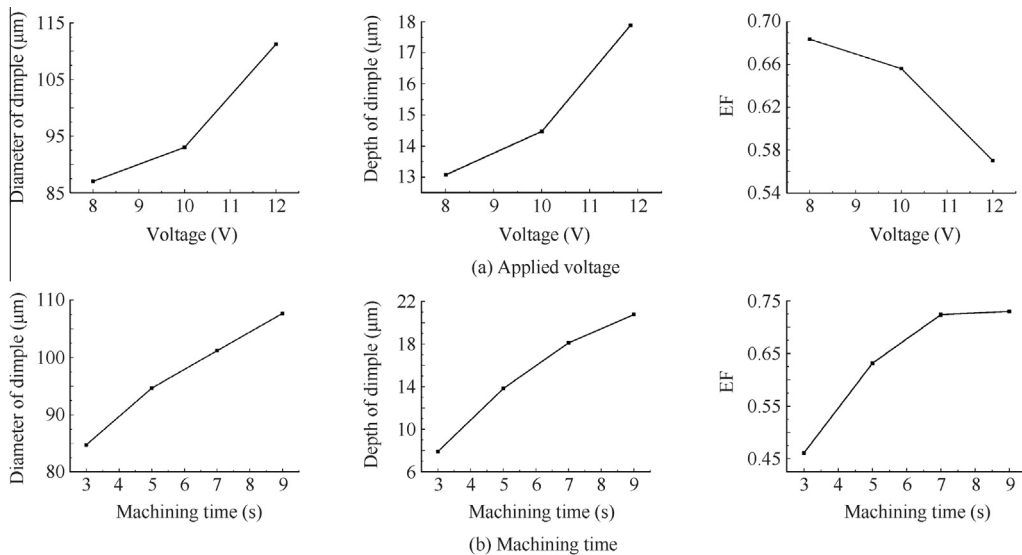 Diameter of dimple (μm)
115
105
95
85
8 9 10 11 12
Voltage (V)
Depth of dimple (μm)
18
17
16
15
14
13
8 9 10 11 12
Voltage (V)
EF
0.70
0.66
0.62
0.58
0.54
8 9 10 11 12
Voltage (V)
(a) Applied voltage
Diameter of dimple (μm)
110
100
90
80
3 4 5 6 7 8 9
Machining time (s)
Depth of dimple (μm)
22
18
14
10
6
3 4 5 6 7 8 9
Machining time (s)
EF
0.75
0.65
0.55
0.45
3 4 5 6 7 8 9
Machining time (s)
(b) Machining time